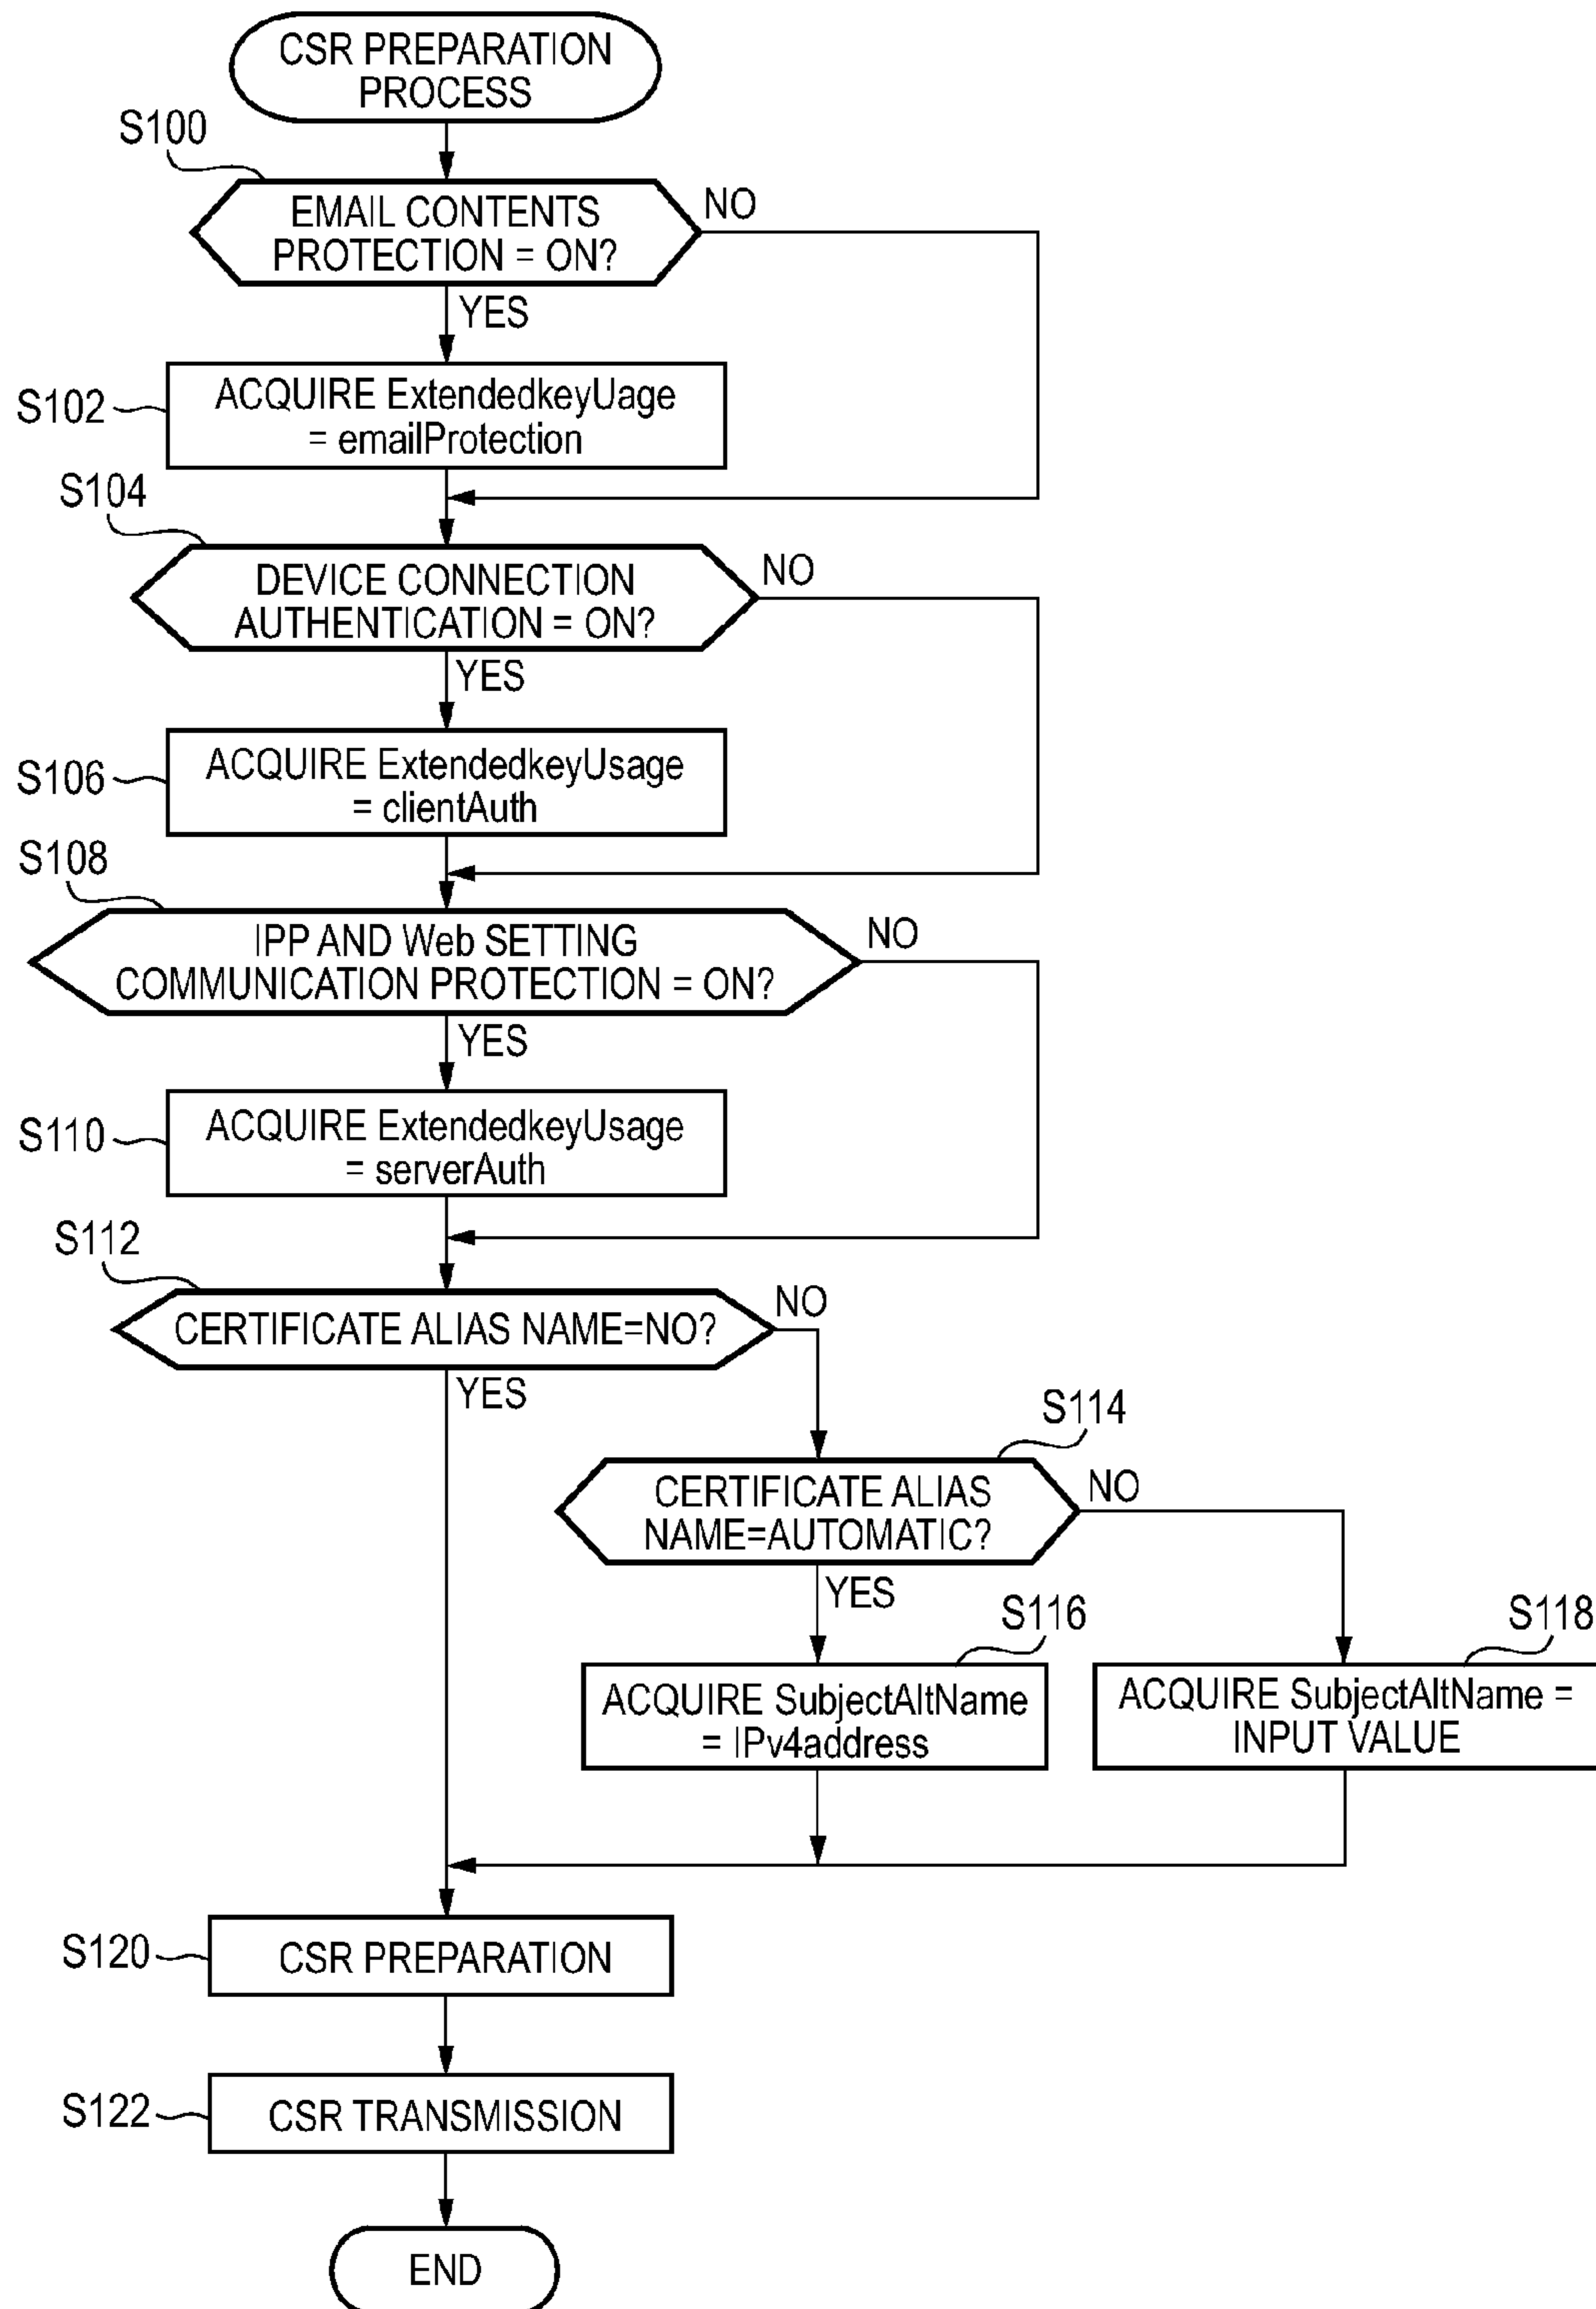 CSR PREPARATION
PROCESS
S100
EMAIL CONTENTS
PROTECTION = ON?
NO
YES
S102
ACQUIRE ExtendedkeyUage
= emailProtection
S104
DEVICE CONNECTION
AUTHENTICATION = ON?
NO
YES
S106
ACQUIRE ExtendedkeyUsage
= clientAuth
S108
IPP AND Web SETTING
COMMUNICATION PROTECTION = ON?
NO
YES
S110
ACQUIRE ExtendedkeyUsage
= serverAuth
S112
CERTIFICATE ALIAS NAME=NO?
NO
YES
S114
CERTIFICATE ALIAS
NAME=AUTOMATIC?
NO
YES
S116
ACQUIRE SubjectAltName
= IPv4address
S118
ACQUIRE SubjectAltName =
INPUT VALUE
S120
CSR PREPARATION
S122
CSR TRANSMISSION
END